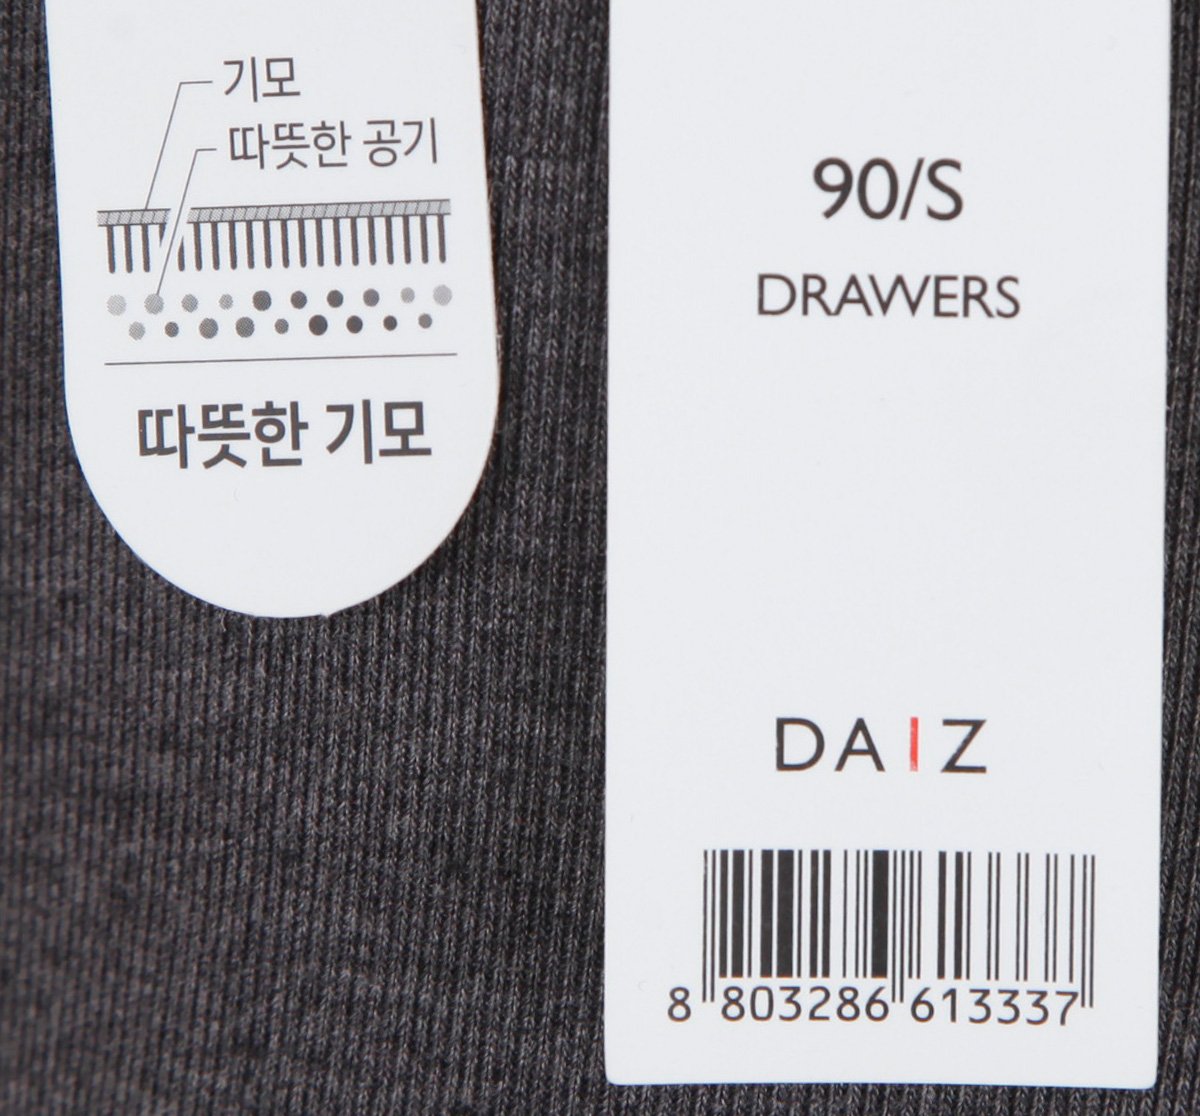 기모
따뜻한 공기
따뜻한 기모
90/S
DRAWERS
DAIZ
8 803286 613337